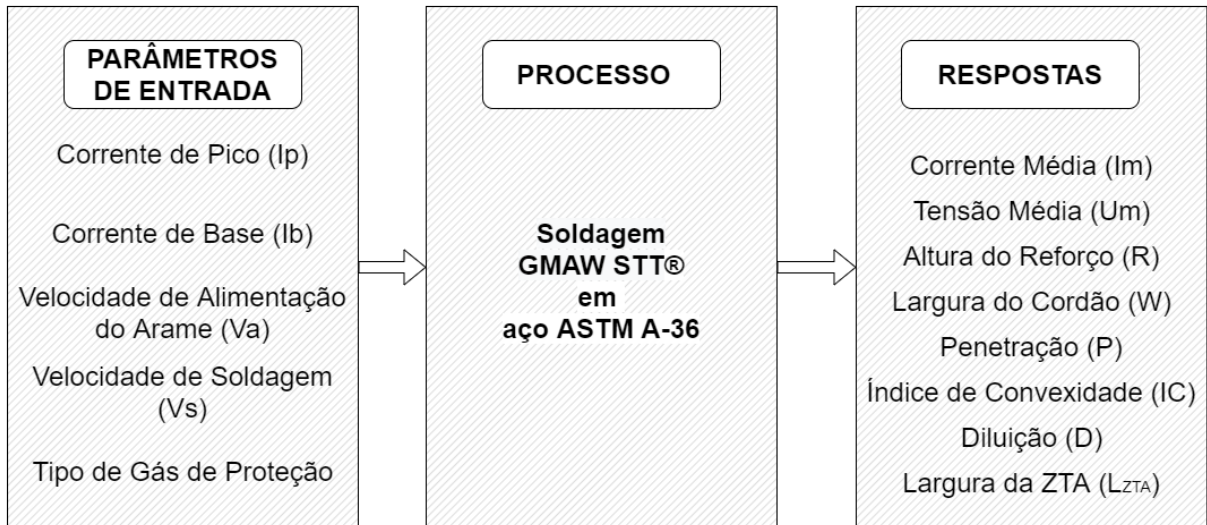 PARÂMETROS
DE ENTRADA
Corrente de Pico (Ip)
Corrente de Base (Ib)
Velocidade de Alimentação
do Arame (Va)
Velocidade de Soldagem
(Vs)
Tipo de Gás de Proteção
PROCESSO
Soldagem
GMAW STT®
em
aço ASTM A-36
RESPOSTAS
Corrente Média (Im)
Tensão Média (Um)
Altura do Reforço (R)
Largura do Cordão (W)
Penetração (P)
Índice de Convexidade (IC)
Diluição (D)
Largura da ZTA (LZTA)